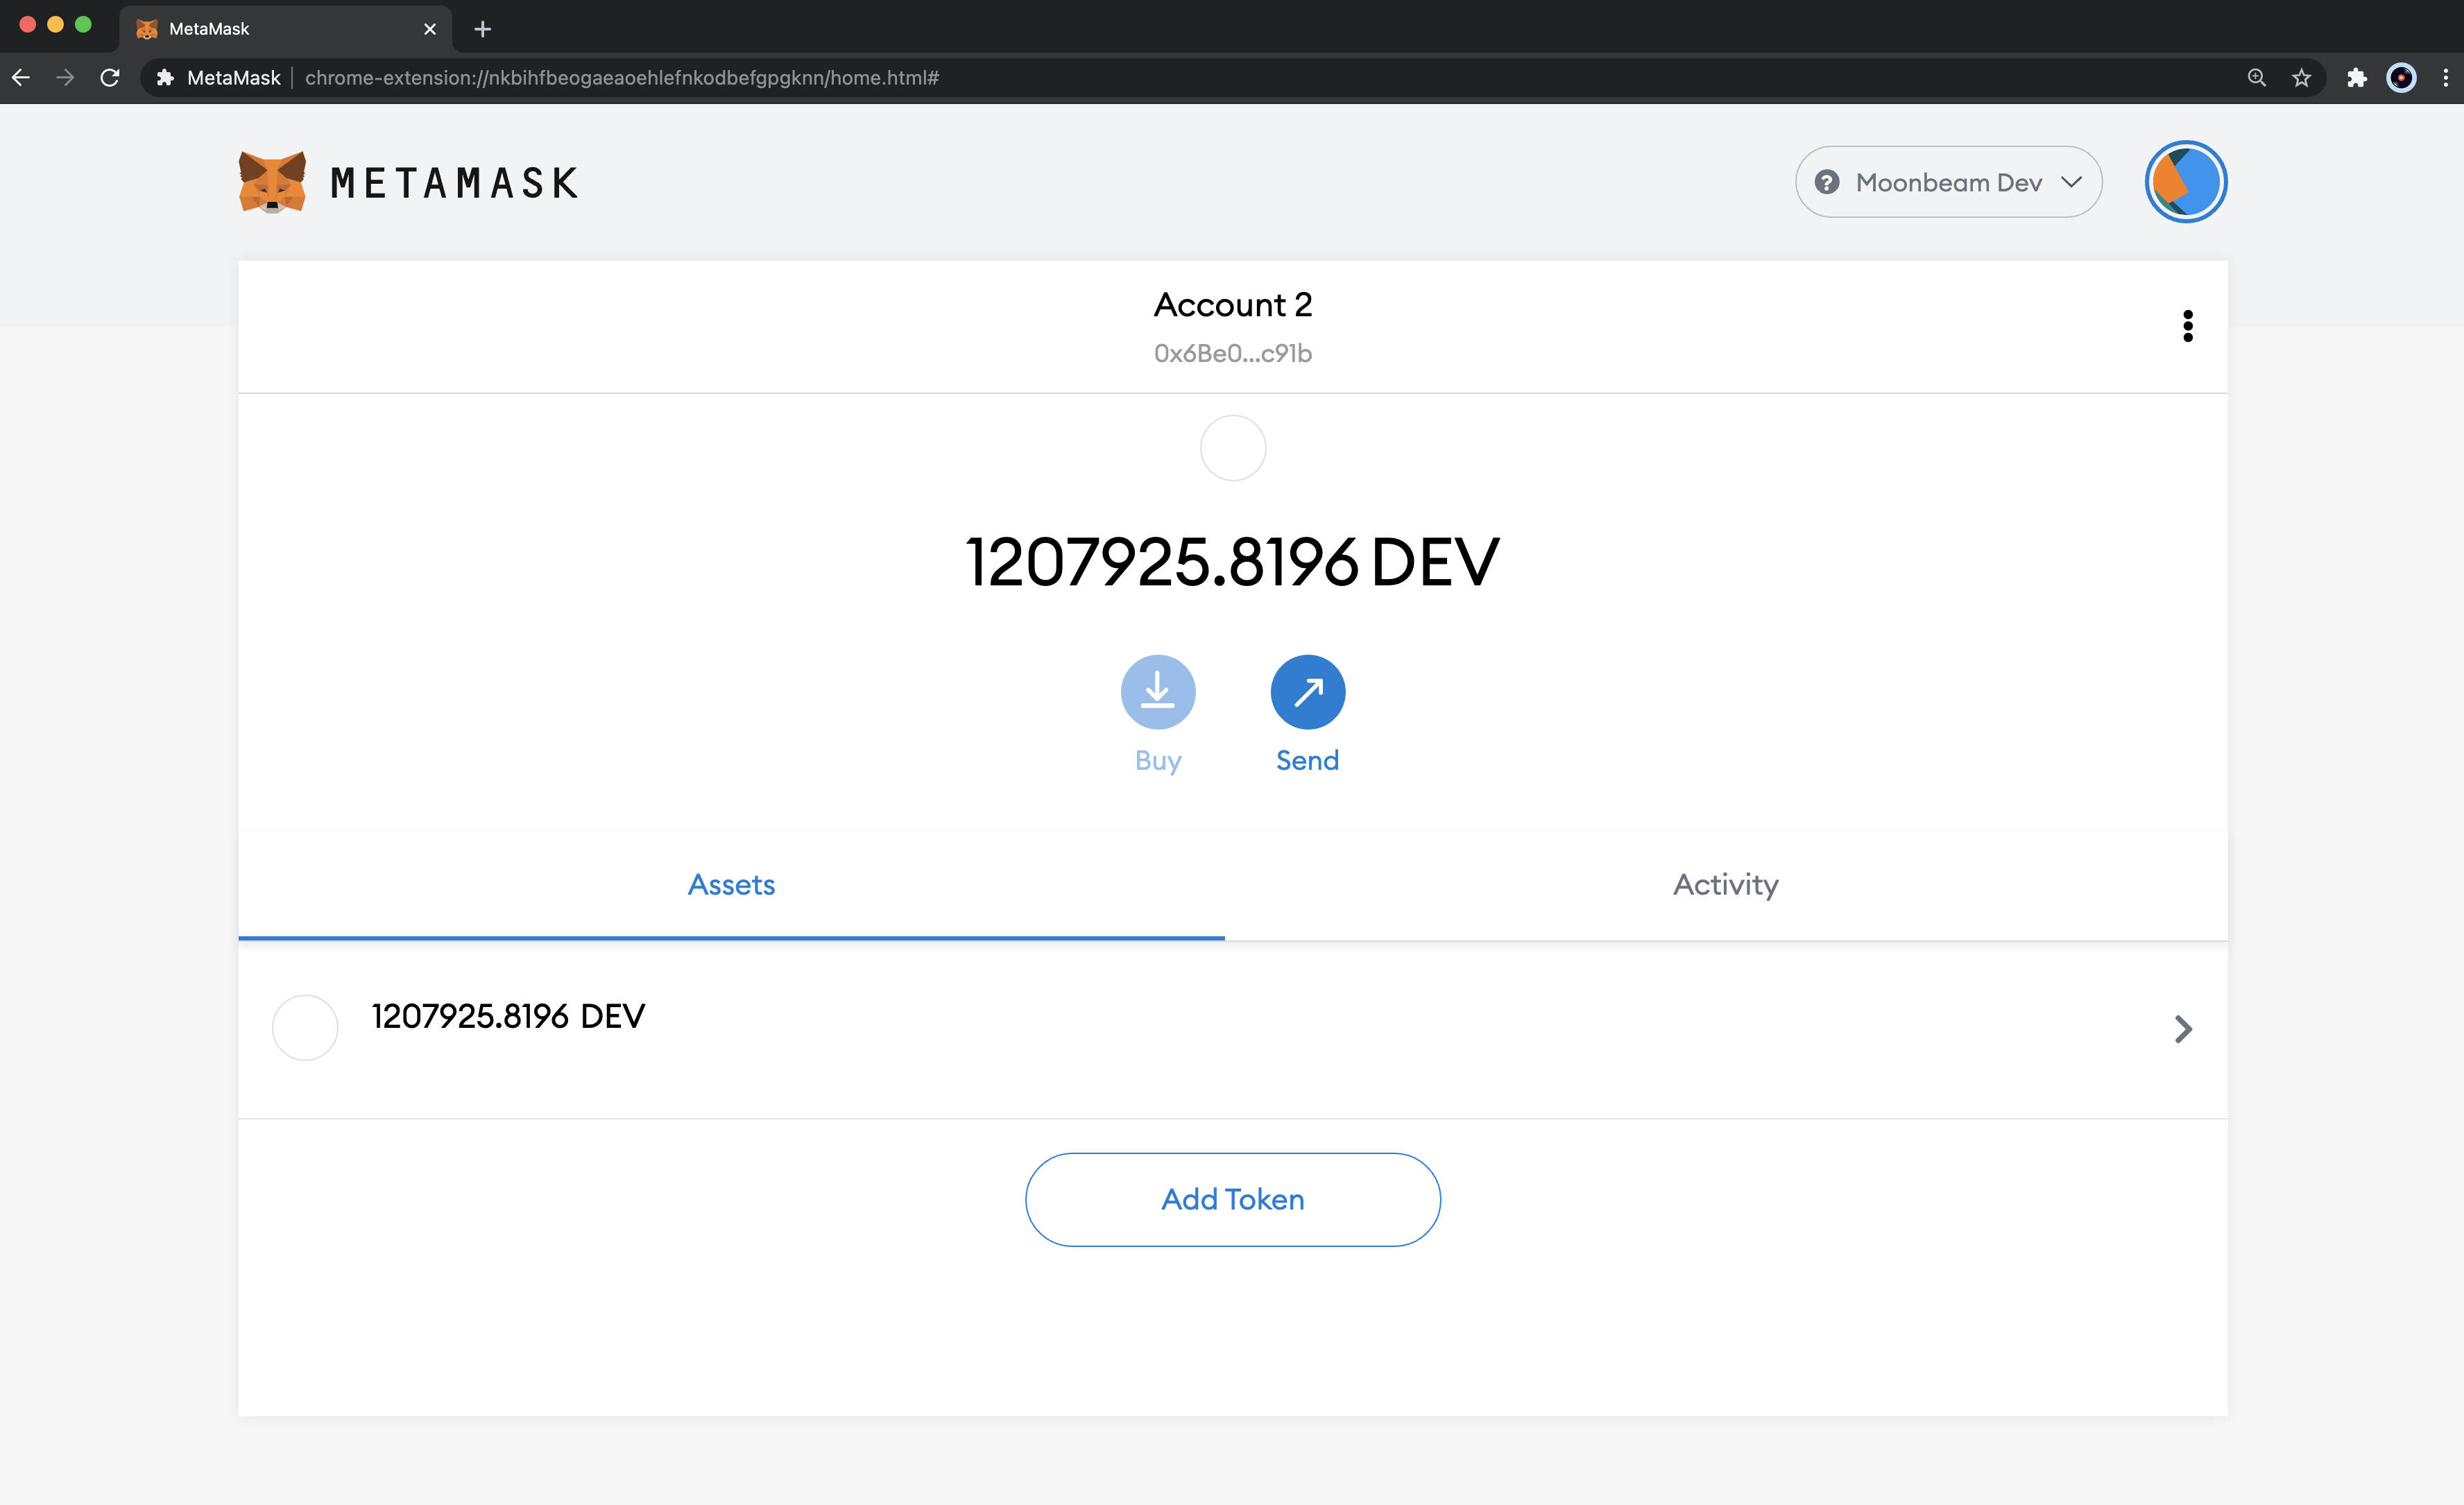 MetaMask
MetaMask chrome-extension://nkbihfbeogaeaoehlefnkodbefgpgknn/home.html#
METAMASK
? Moonbeam Dev
Account 2
0x6Be0...c91b
1207925.8196 DEV
Buy Send
Assets Activity
1207925.8196 DEV
Add Token